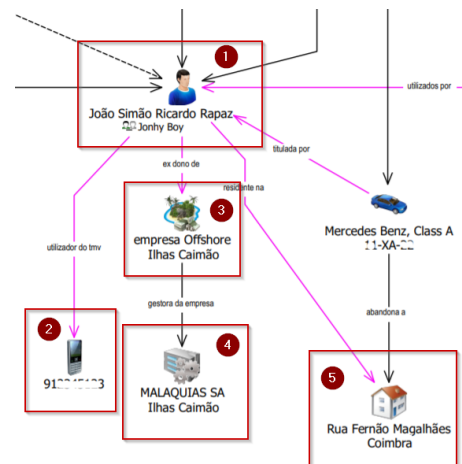 1
João Simão Ricardo Rapaz
Jonhy Boy
utilizados por
titulada por
ex dono de
residente na
3
empresa Offshore
Ilhas Caimão
Mercedes Benz, Class A
utilizador do tmv
gestora da empresa
abandona a
2
4
MALAQUIAS SA
Ilhas Caimão
5
Rua Fernão Magalhães
Coimbra